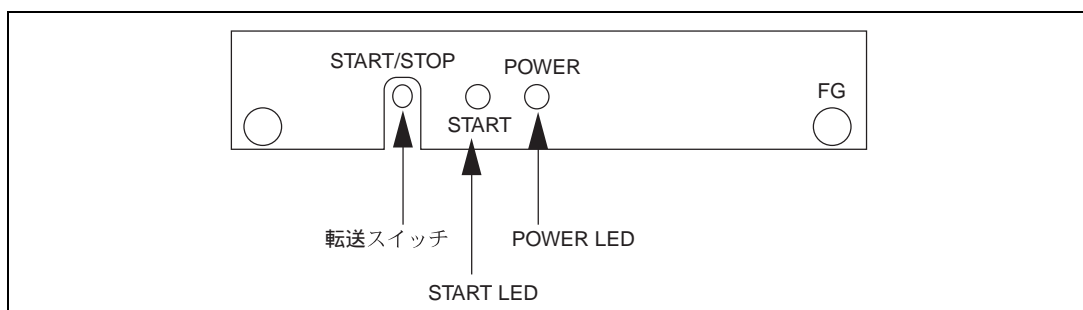 START/STOP
POWER
START
FG
転送スイッチ
POWER LED
START LED